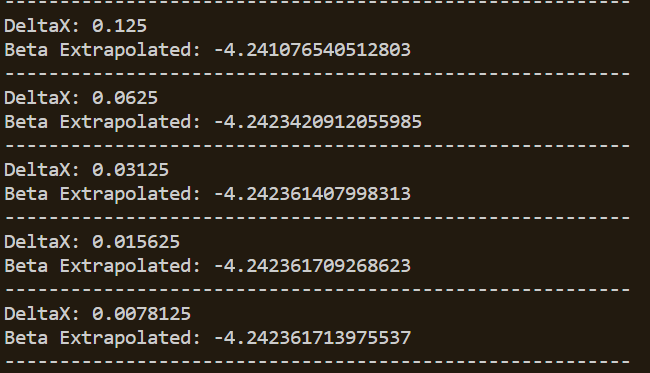 ---------------------------------------------------------
DeltaX: 0.125
Beta Extrapolated: -4.241076540512803
---------------------------------------------------------
DeltaX: 0.0625
Beta Extrapolated: -4.2423420912055985
---------------------------------------------------------
DeltaX: 0.03125
Beta Extrapolated: -4.242361407998313
---------------------------------------------------------
DeltaX: 0.015625
Beta Extrapolated: -4.242361709268623
---------------------------------------------------------
DeltaX: 0.0078125
Beta Extrapolated: -4.242361713975537
---------------------------------------------------------